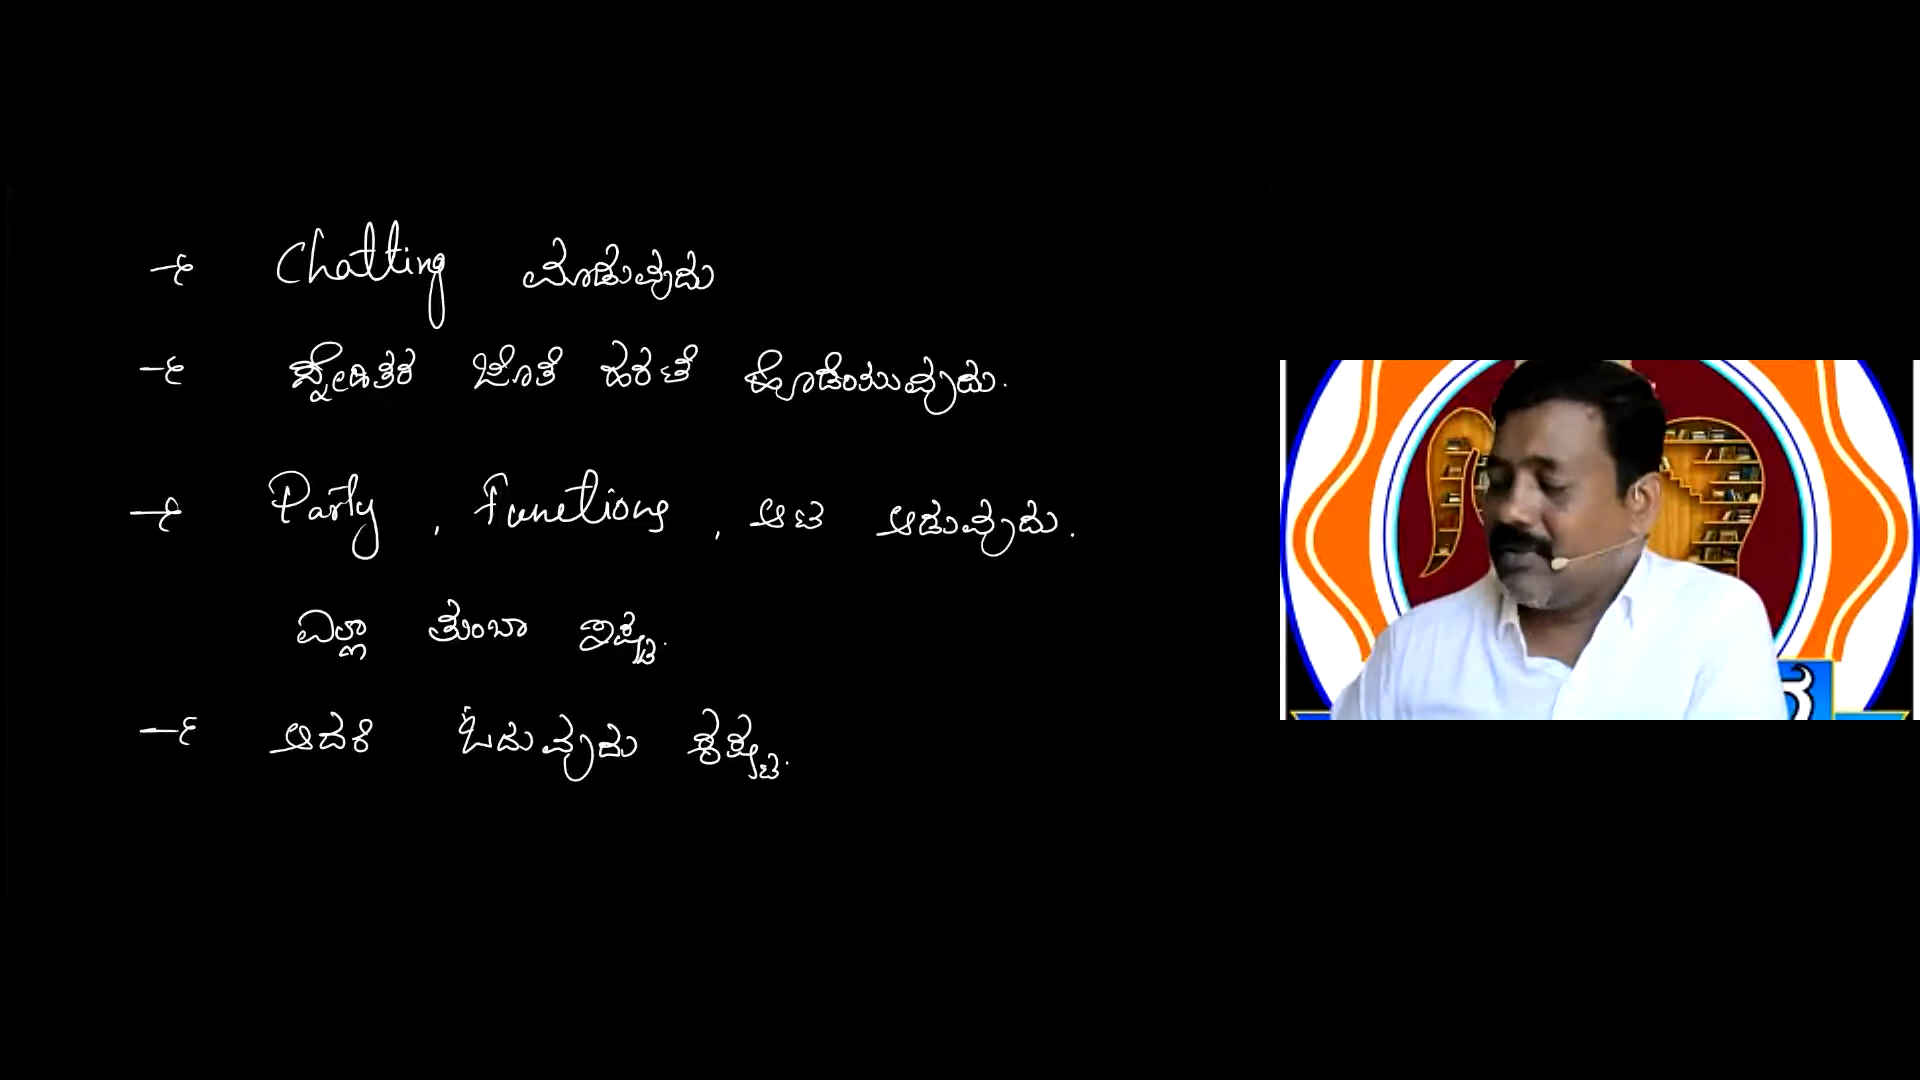 Chatting ಮಾಡುವುದು
ಸ್ನೇಹಿತರ ಜೊತೆ ಹರಟೆ ಹೊಡೆಯುವುದು.
Party, Functions, ಆಟ ಆಡುವುದು.
ಎಲ್ಲಾ ತುಂಬಾ ಇಷ್ಟ.
ಆದರೆ ಓದುವುದು ಕಷ್ಟ.